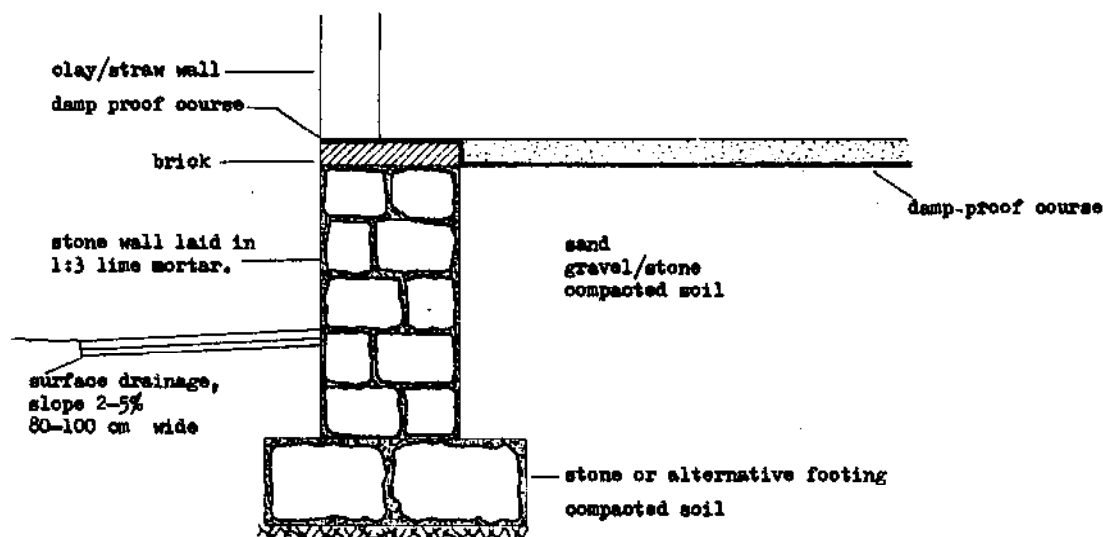 clay/straw wall
damp proof course
brick
stone wall laid in
1:3 lime mortar.
surface drainage,
slope 2-5%
80-100 cm wide
damp-proof course
sand
gravel/stone
compacted soil
stone or alternative footing
compacted soil